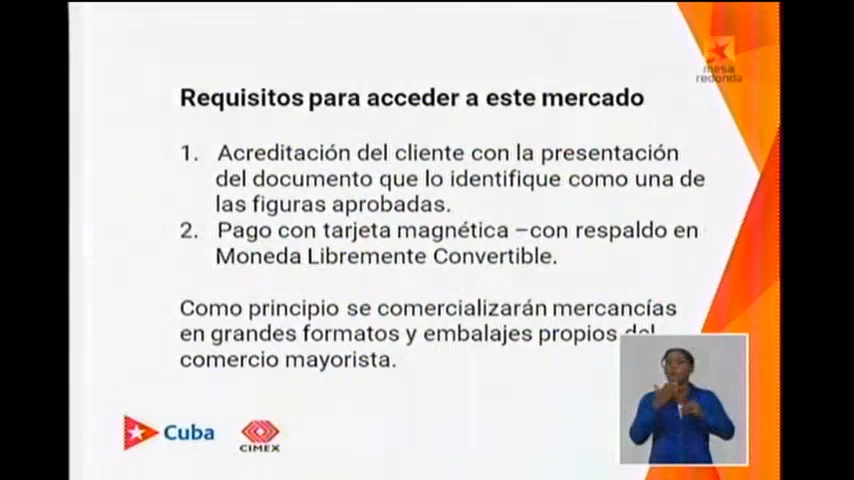 mesa
redonda
Requisitos para acceder a este mercado
1. Acreditación del cliente con la presentación
del documento que lo identifique como una de
las figuras aprobadas.
2. Pago con tarjeta magnética –con respaldo en
Moneda Libremente Convertible.
Como principio se comercializarán mercancías
en grandes formatos y embalajes propios del
comercio mayorista.
Cuba
CIMEX